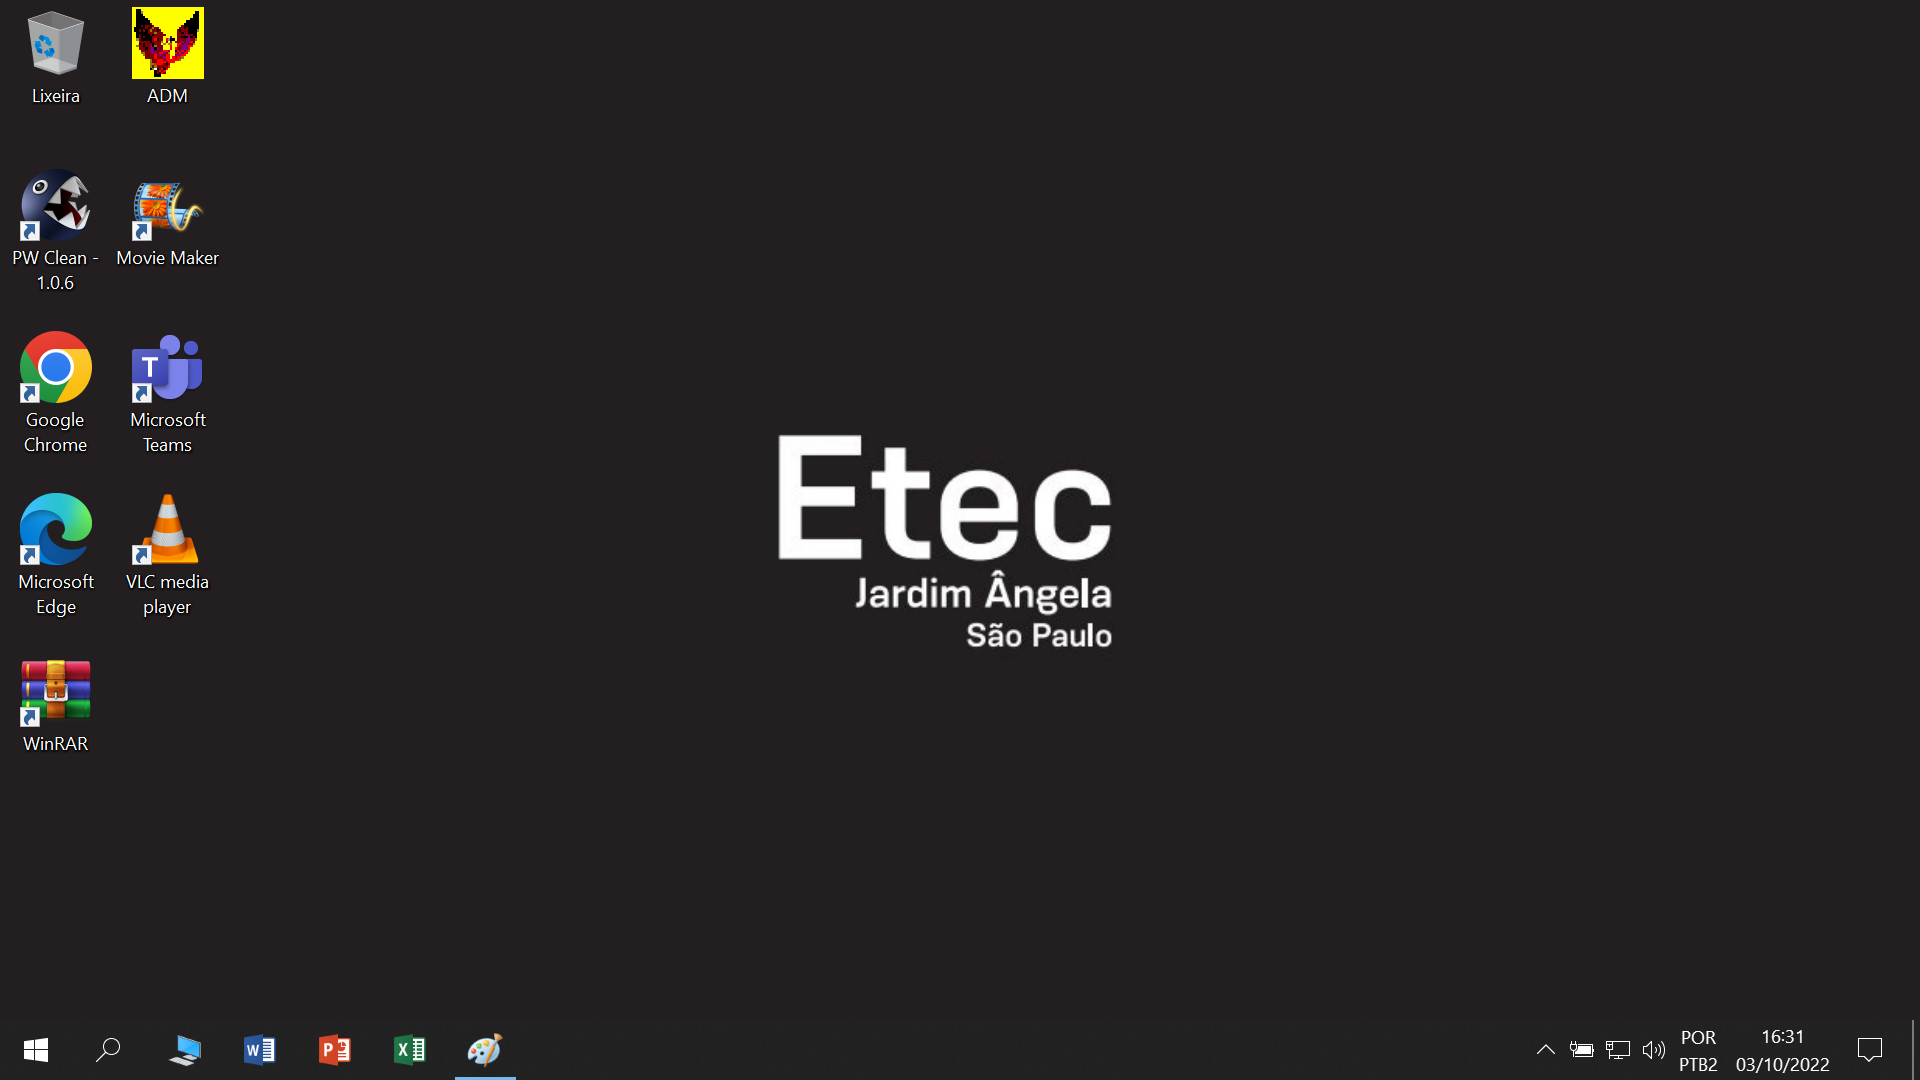 Lixeira
ADM
PW Clean -
1.0.6
Movie Maker
Google
Chrome
Microsoft
Teams
Microsoft
Edge
VLC media
player
WinRAR
Etec
Jardim Ângela
São Paulo
POR
PTB2
16:31
03/10/2022